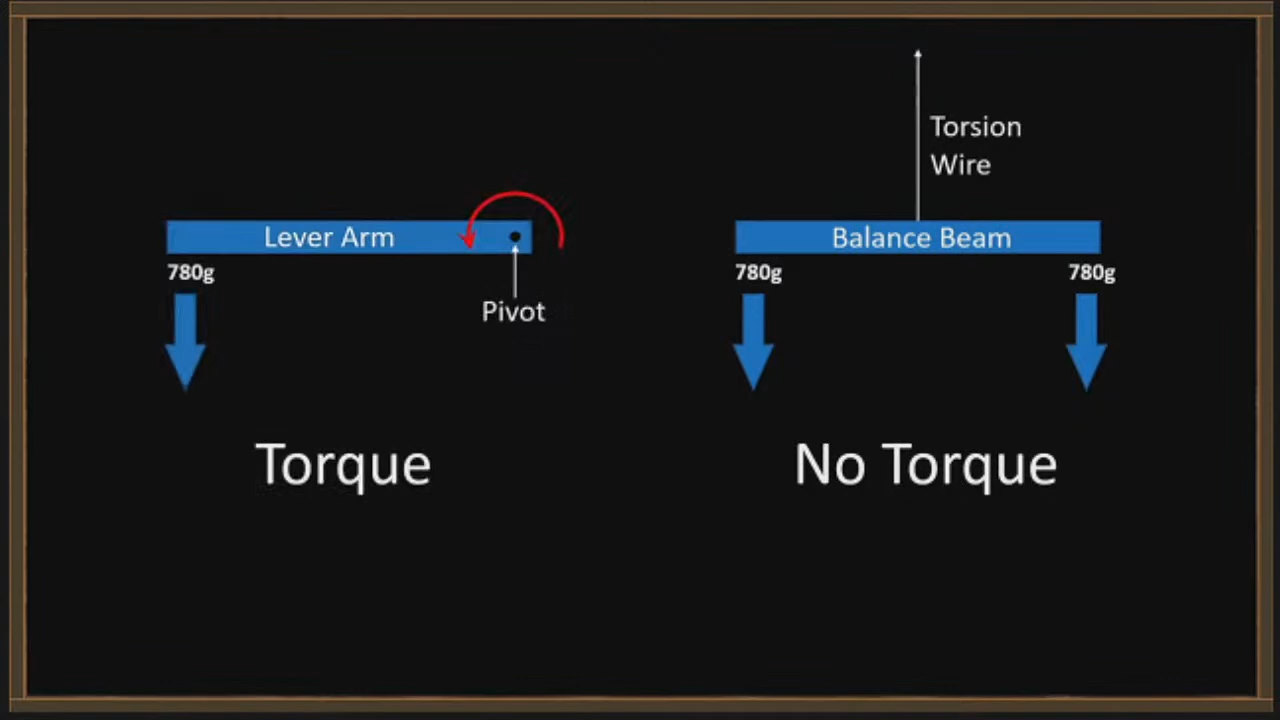 Torsion
Wire
Lever Arm
Balance Beam
780g
780g
780g
Pivot
Torque
No Torque